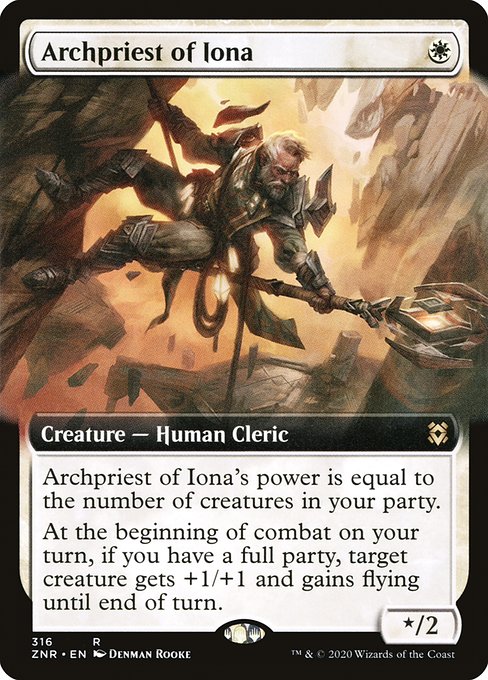 Archpriest of Iona
Creature — Human Cleric
Archpriest of Iona's power is equal to
the number of creatures in your party.
At the beginning of combat on your
turn, if you have a full party, target
creature gets +1/+1 and gains flying
until end of turn.
*/2
316 R
ZNR • EN Denman Rooke
™ & © 2020 Wizards of the Coast